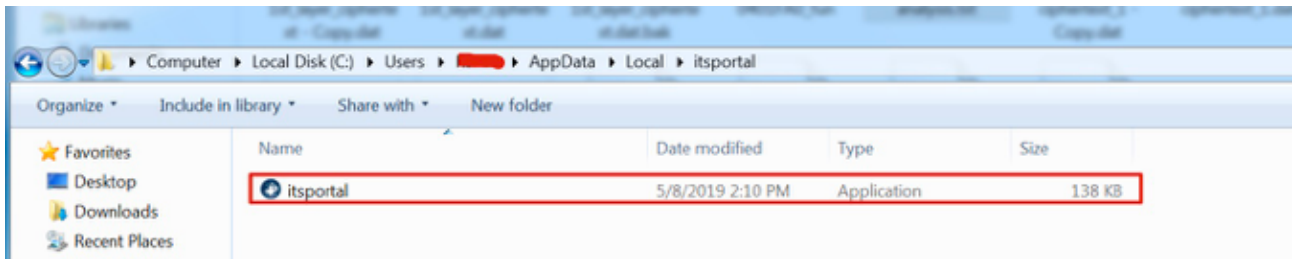 Computer Local Disk (C:) Users AppData Local itsportal
Organize Include in library Share with New folder
Favorites Name Date modified Type Size
Desktop itsportal 5/8/2019 2:10 PM Application 138 KB
Downloads
Recent Places